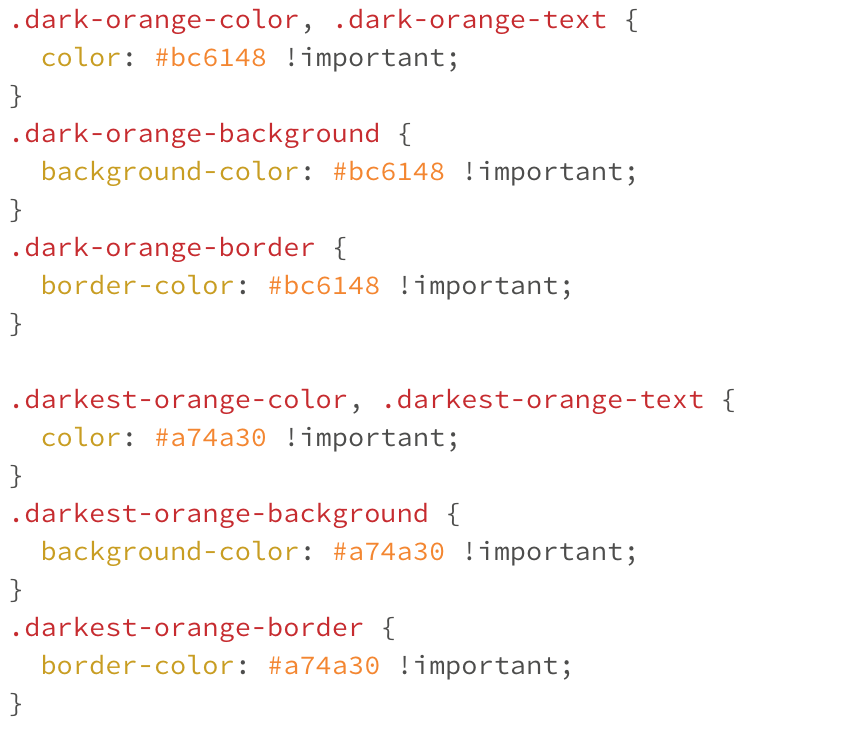 .dark-orange-color, .dark-orange-text {
  color: #bc6148 !important;
}
.dark-orange-background {
  background-color: #bc6148 !important;
}
.dark-orange-border {
  border-color: #bc6148 !important;
}

.darkest-orange-color, .darkest-orange-text {
  color: #a74a30 !important;
}
.darkest-orange-background {
  background-color: #a74a30 !important;
}
.darkest-orange-border {
  border-color: #a74a30 !important;
}